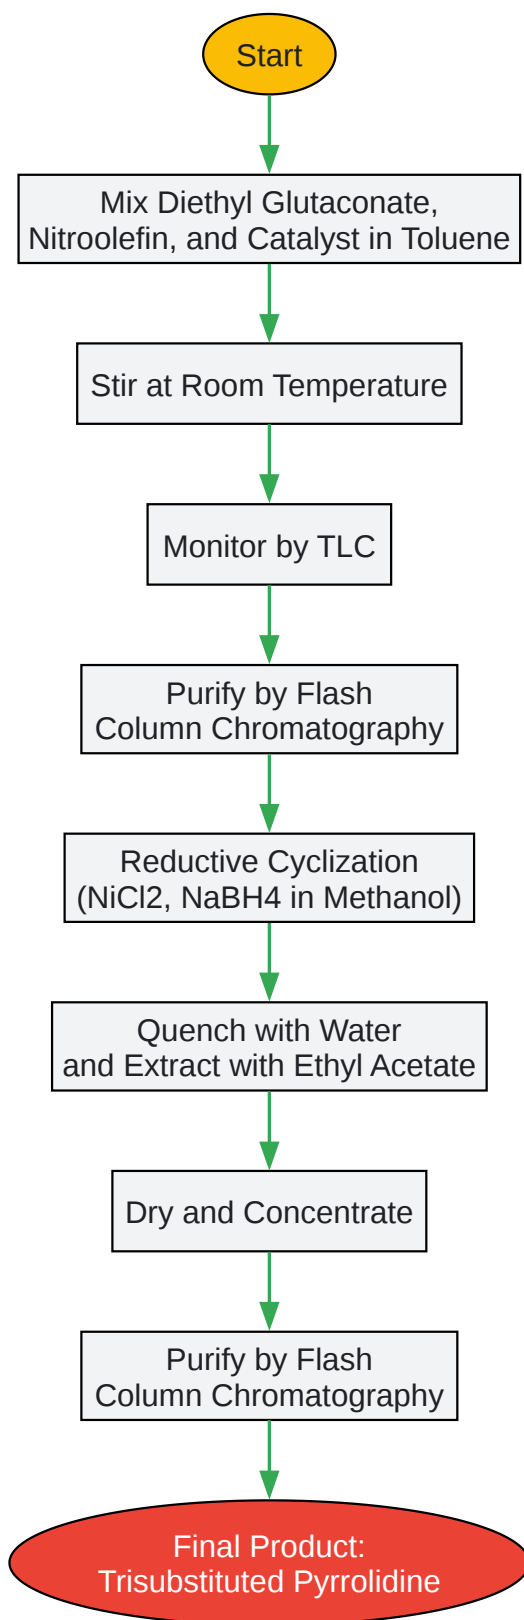 Start
Mix Diethyl Glutaconate,
Nitroolefin, and Catalyst in Toluene
Stir at Room Temperature
Monitor by TLC
Purify by Flash
Column Chromatography
Reductive Cyclization
(NiCl2, NaBH4 in Methanol)
Quench with Water
and Extract with Ethyl Acetate
Dry and Concentrate
Purify by Flash
Column Chromatography
Final Product:
Trisubstituted Pyrrolidine